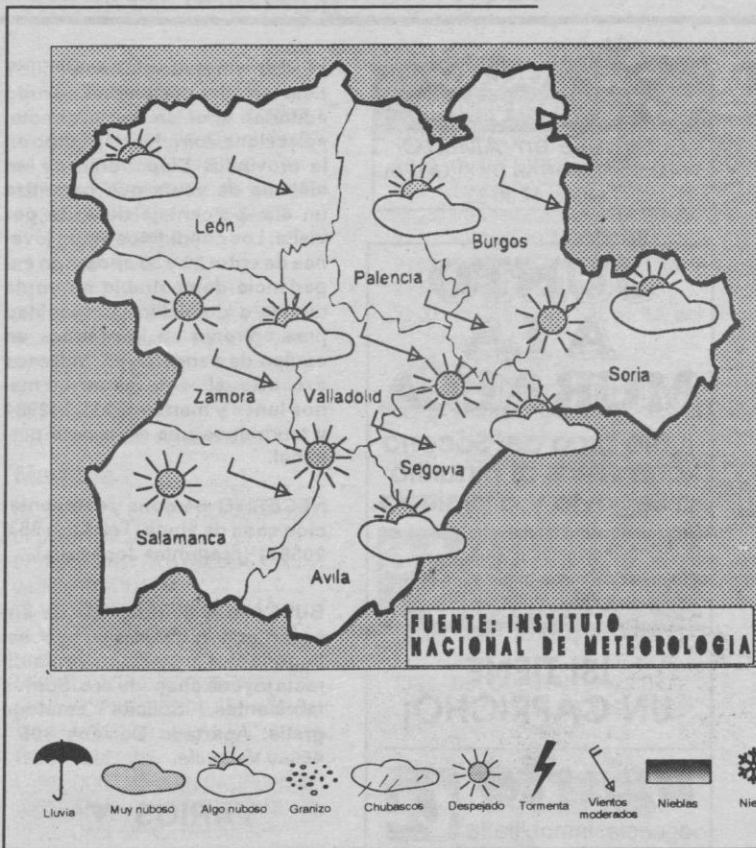 León
Burgos
Palencia
Soria
Zamora
Valladolid
Segovia
Salamanca
Avila
FUENTE: INSTITUTO
NACIONAL DE METEOROLOGIA
Lluvia
Muy nuboso
Algo nuboso
Granizo
Chubascos
Despejado
Tormenta
Vientos
moderados
Nieblas